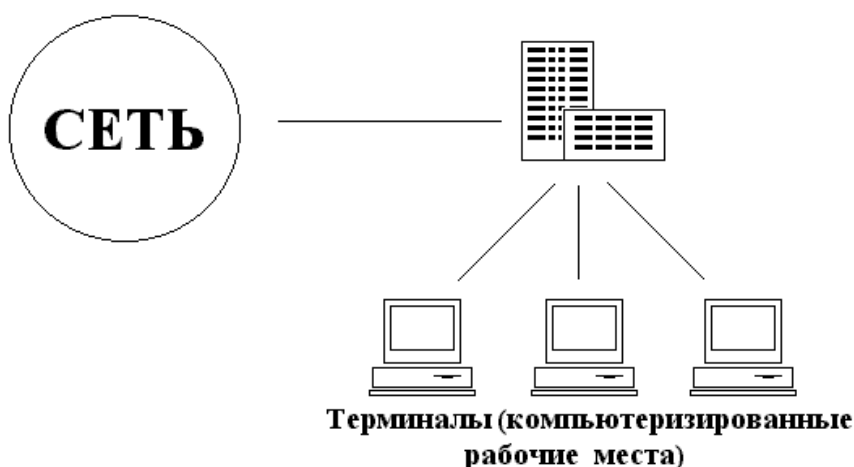 СЕТЬ
Терминалы (компьютеризированные
рабочие места)